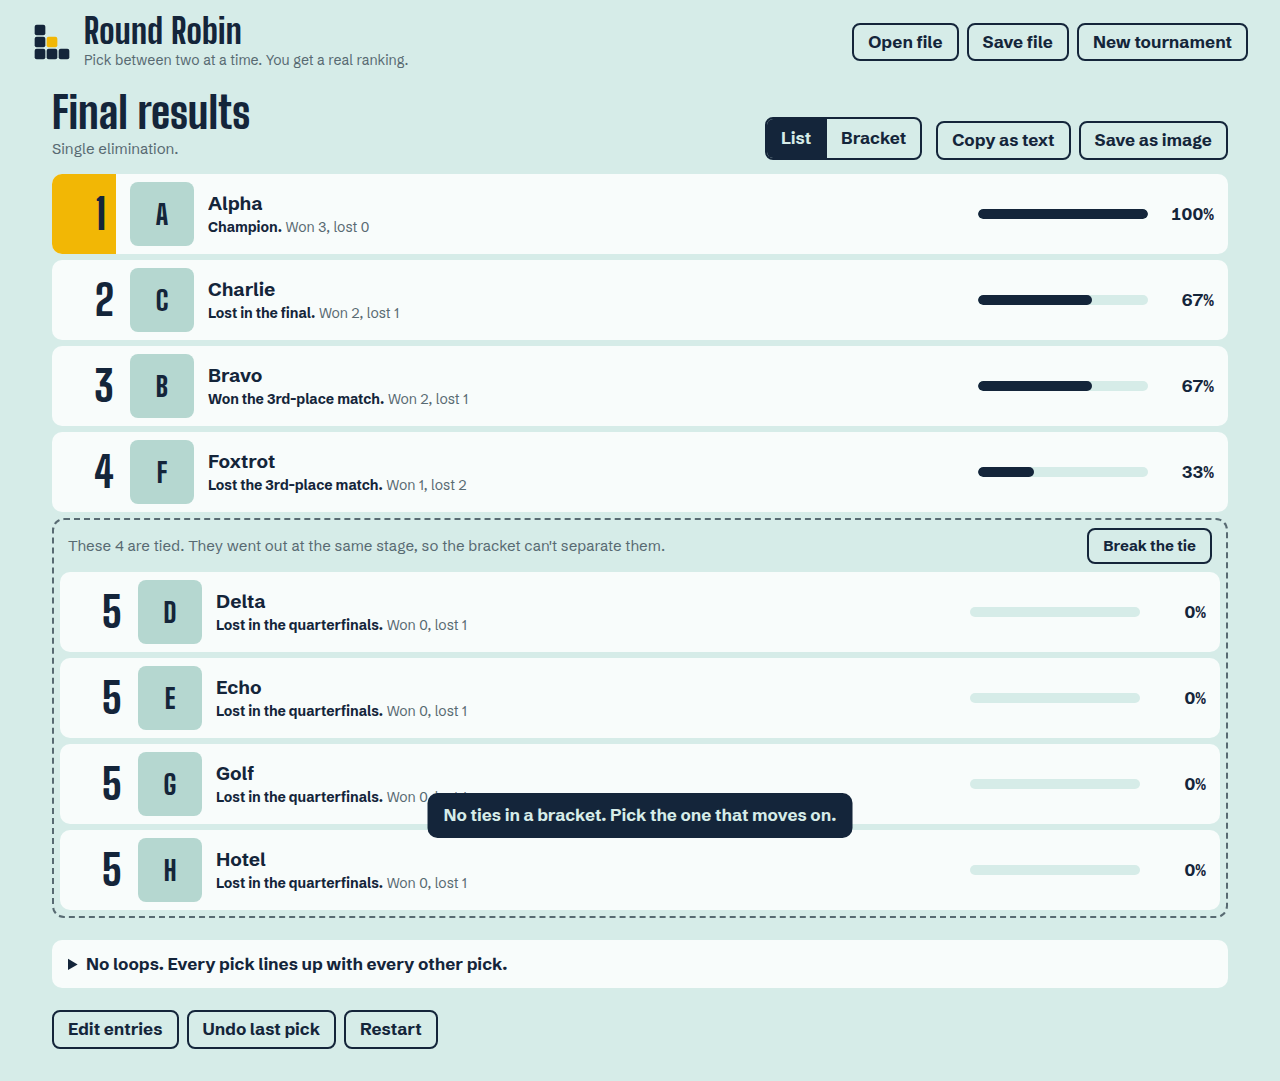 Round Robin
Pick between two at a time. You get a real ranking.
Open file
Save file
New tournament
Final results
Single elimination.
List
Bracket
Copy as text
Save as image
1
A
Alpha
Champion. Won 3, lost 0
100%
2
C
Charlie
Lost in the final. Won 2, lost 1
67%
3
B
Bravo
Won the 3rd-place match. Won 2, lost 1
67%
4
F
Foxtrot
Lost the 3rd-place match. Won 1, lost 2
33%
These 4 are tied. They went out at the same stage, so the bracket can't separate them.
Break the tie
5
D
Delta
Lost in the quarterfinals. Won 0, lost 1
0%
5
E
Echo
Lost in the quarterfinals. Won 0, lost 1
0%
5
G
Golf
Lost in the quarterfinals. Won 0
0%
No ties in a bracket. Pick the one that moves on.
5
H
Hotel
Lost in the quarterfinals. Won 0, lost 1
0%
No loops. Every pick lines up with every other pick.
Edit entries
Undo last pick
Restart